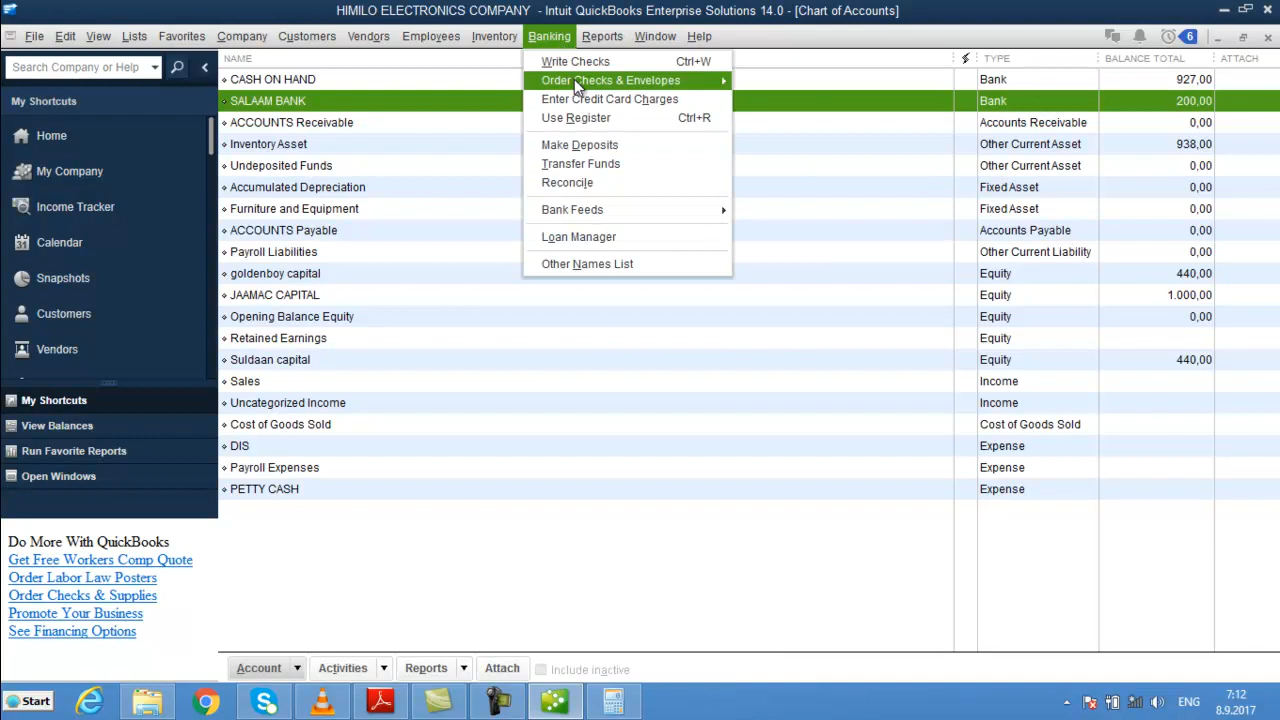 HIMILO ELECTRONICS COMPANY - Intuit QuickBooks Enterprise Solutions 14.0 - [Chart of Accounts]
File Edit View Lists Favorites Company Customers Vendors Employees Inventory Banking Reports Window Help 6
Search Company or Help
My Shortcuts
Home
My Company
Income Tracker
Calendar
Snapshots
Customers
Vendors
My Shortcuts
View Balances
Run Favorite Reports
Open Windows
Do More With QuickBooks
Get Free Workers Comp Quote
Order Labor Law Posters
Order Checks & Supplies
Promote Your Business
See Financing Options
Write Checks Ctrl+W
Order Checks & Envelopes
Enter Credit Card Charges
Use Register Ctrl+R
Make Deposits
Transfer Funds
Reconcile
Bank Feeds
Loan Manager
Other Names List
NAME TYPE BALANCE TOTAL ATTACH
CASH ON HAND Bank 927,00
SALAAM BANK Bank 200,00
ACCOUNTS Receivable Accounts Receivable 0,00
Inventory Asset Other Current Asset 938,00
Undeposited Funds Other Current Asset 0,00
Accumulated Depreciation Fixed Asset 0,00
Furniture and Equipment Fixed Asset 0,00
ACCOUNTS Payable Accounts Payable 0,00
Payroll Liabilities Other Current Liability 0,00
goldenboy capital Equity 440,00
JAAMAC CAPITAL Equity 1.000,00
Opening Balance Equity Equity 0,00
Retained Earnings Equity
Suldaan capital Equity 440,00
Sales Income
Uncategorized Income Income
Cost of Goods Sold Cost of Goods Sold
DIS Expense
Payroll Expenses Expense
PETTY CASH Expense
Account Activities Reports Attach Include inactive
Start ENG 7:12
8.9.2017